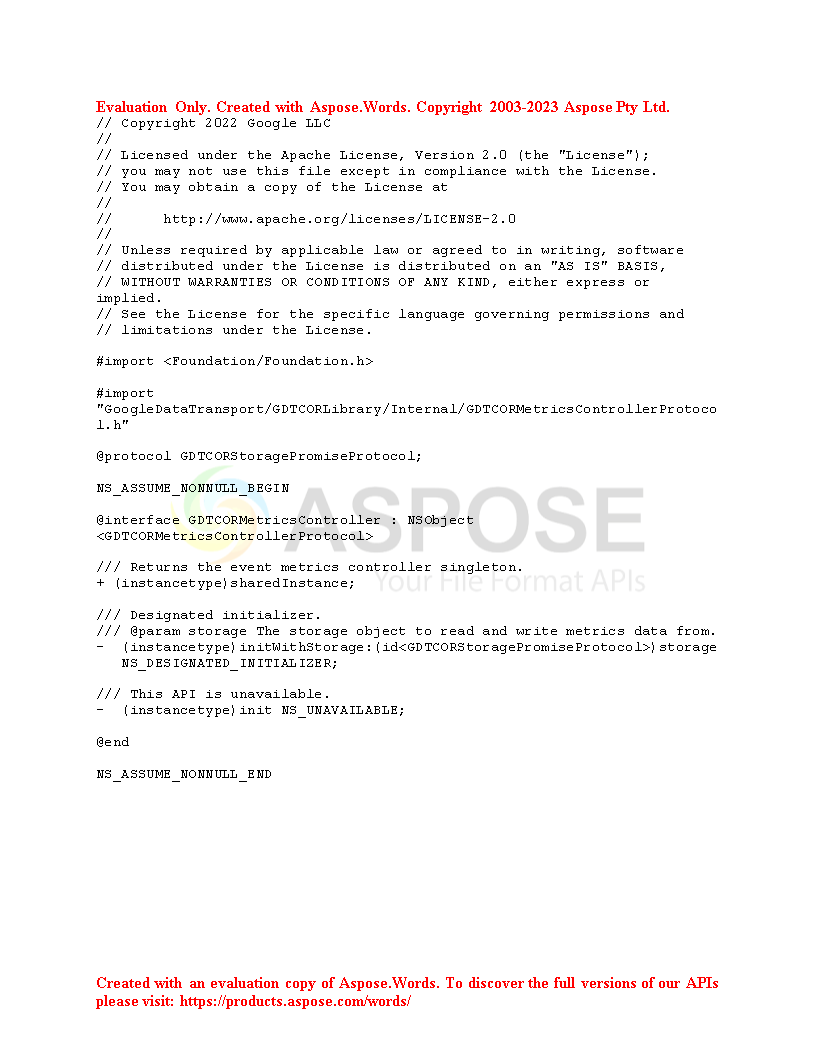 Evaluation Only. Created with Aspose.Words. Copyright 2003-2023 Aspose Pty Ltd.
// Copyright 2022 Google LLC
//
// Licensed under the Apache License, Version 2.0 (the "License");
// you may not use this file except in compliance with the License.
// You may obtain a copy of the License at
//
//      http://www.apache.org/licenses/LICENSE-2.0
//
// Unless required by applicable law or agreed to in writing, software
// distributed under the License is distributed on an "AS IS" BASIS,
// WITHOUT WARRANTIES OR CONDITIONS OF ANY KIND, either express or
implied.
// See the License for the specific language governing permissions and
// limitations under the License.
#import <Foundation/Foundation.h>
#import
"GoogleDataTransport/GDTCORLibrary/Internal/GDTCORMetricsControllerProtoco
l.h"
@protocol GDTCORStoragePromiseProtocol;
NS_ASSUME_NONNULL_BEGIN
@interface GDTCORMetricsController : NSObject
<GDTCORMetricsControllerProtocol>
ASPOSE
Your File Format APIs
/// Returns the event metrics controller singleton.
+ (instancetype)sharedInstance;
/// Designated initializer.
/// @param storage The storage object to read and write metrics data from.
-  (instancetype)initWithStorage:(id<GDTCORStoragePromiseProtocol>)storage
   NS_DESIGNATED_INITIALIZER;
/// This API is unavailable.
-  (instancetype)init NS_UNAVAILABLE;
@end
NS_ASSUME_NONNULL_END
Created with an evaluation copy of Aspose.Words. To discover the full versions of our APIs
please visit: https://products.aspose.com/words/